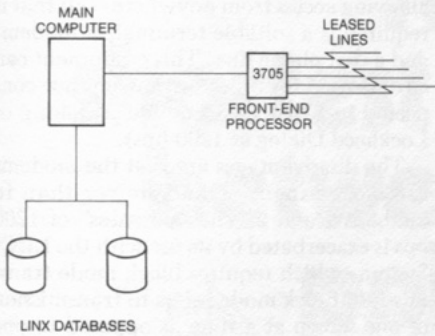 MAIN
COMPUTER
LEASED
LINES
3705
FRONT-END
PROCESSOR
LINX DATABASES